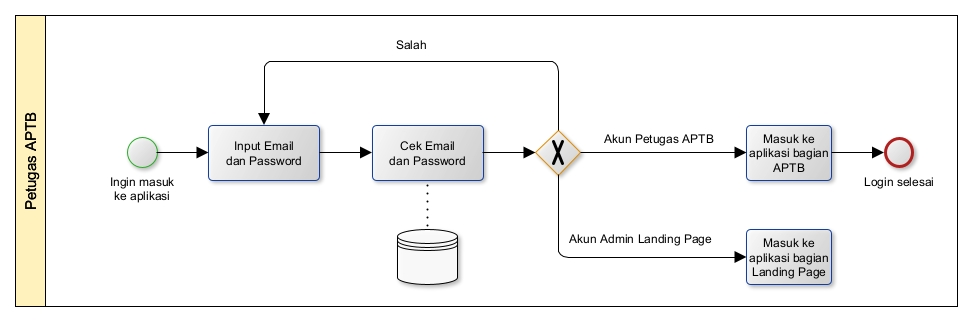 Petugas APTB
Salah
Ingin masuk
ke aplikasi
Input Email
dan Password
Cek Email
dan Password
X
Akun Petugas APTB
Masuk ke
aplikasi bagian
APTB
Login selesai
Akun Admin Landing Page
Masuk ke
aplikasi bagian
Landing Page